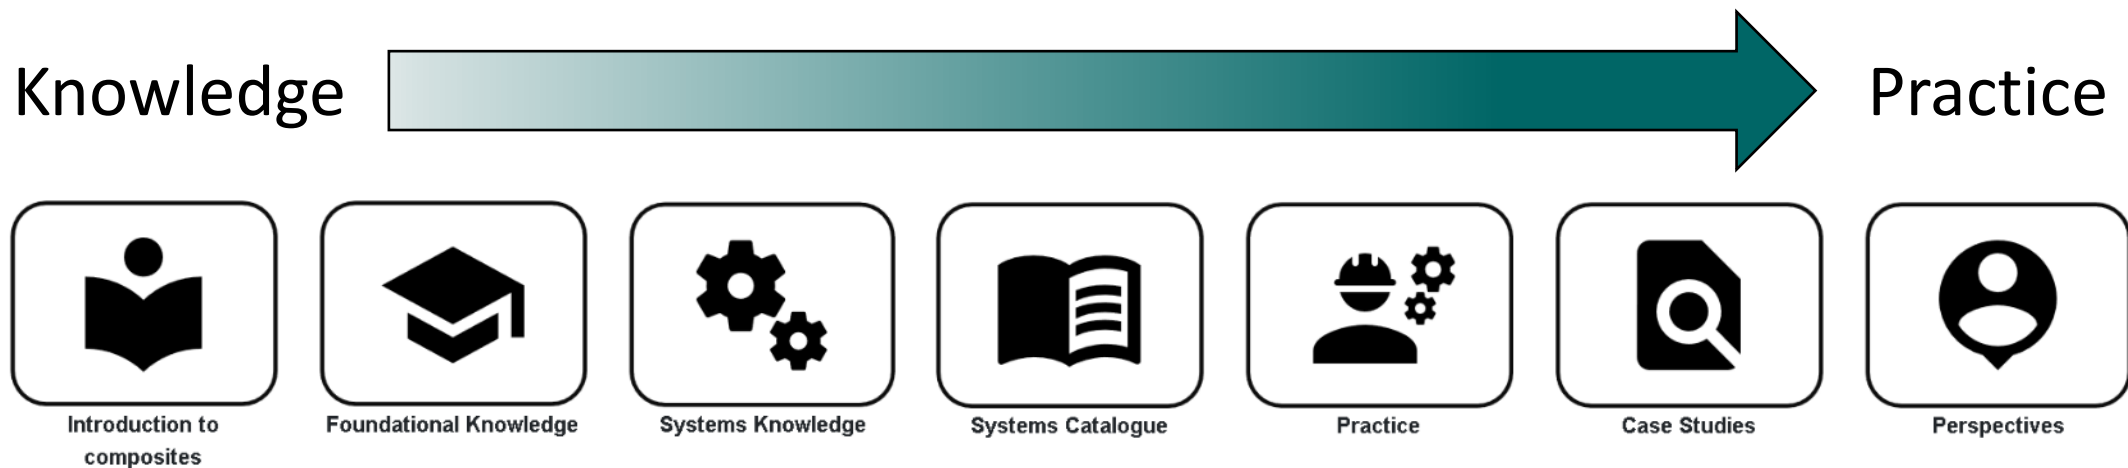 Knowledge
Practice
Introduction to
composites
Foundational Knowledge
Systems Knowledge
Systems Catalogue
Practice
Case Studies
Perspectives